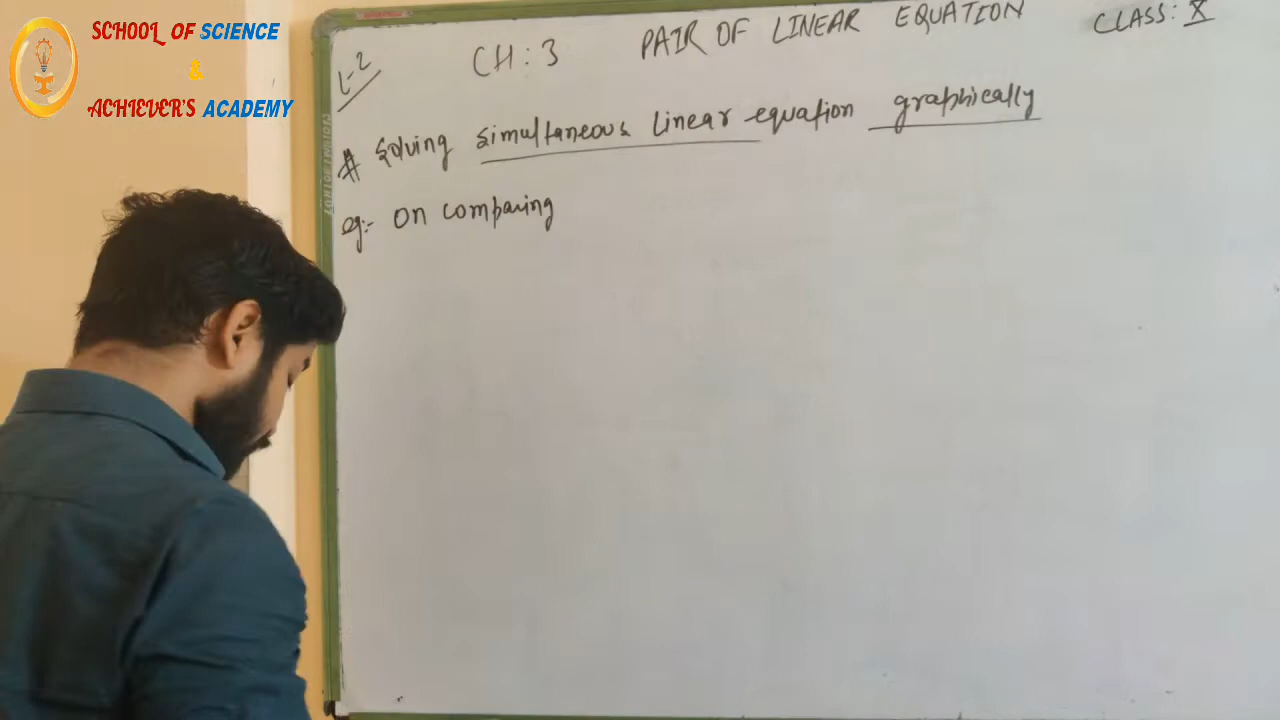 SCHOOL OF SCIENCE
&
ACHIEVER'S ACADEMY
L-2
CH : 3 PAIR OF LINEAR EQUATION CLASS : X
# Solving simultaneous linear equation graphically
eg:- On comparing